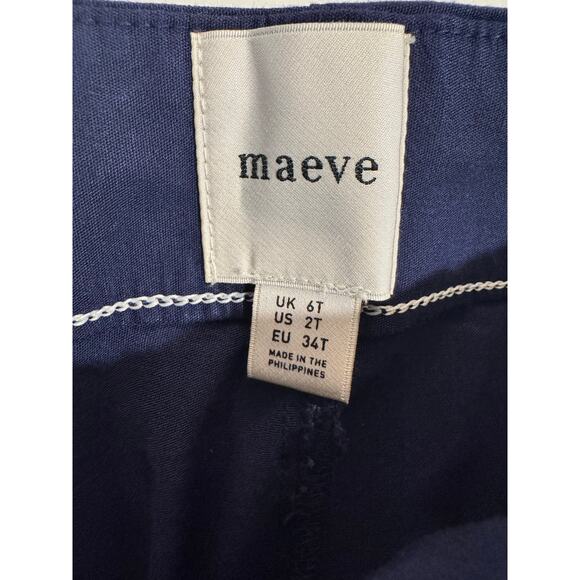 maeve
UK 6T
US 2T
EU 34T
MADE IN THE
PHILIPPINES